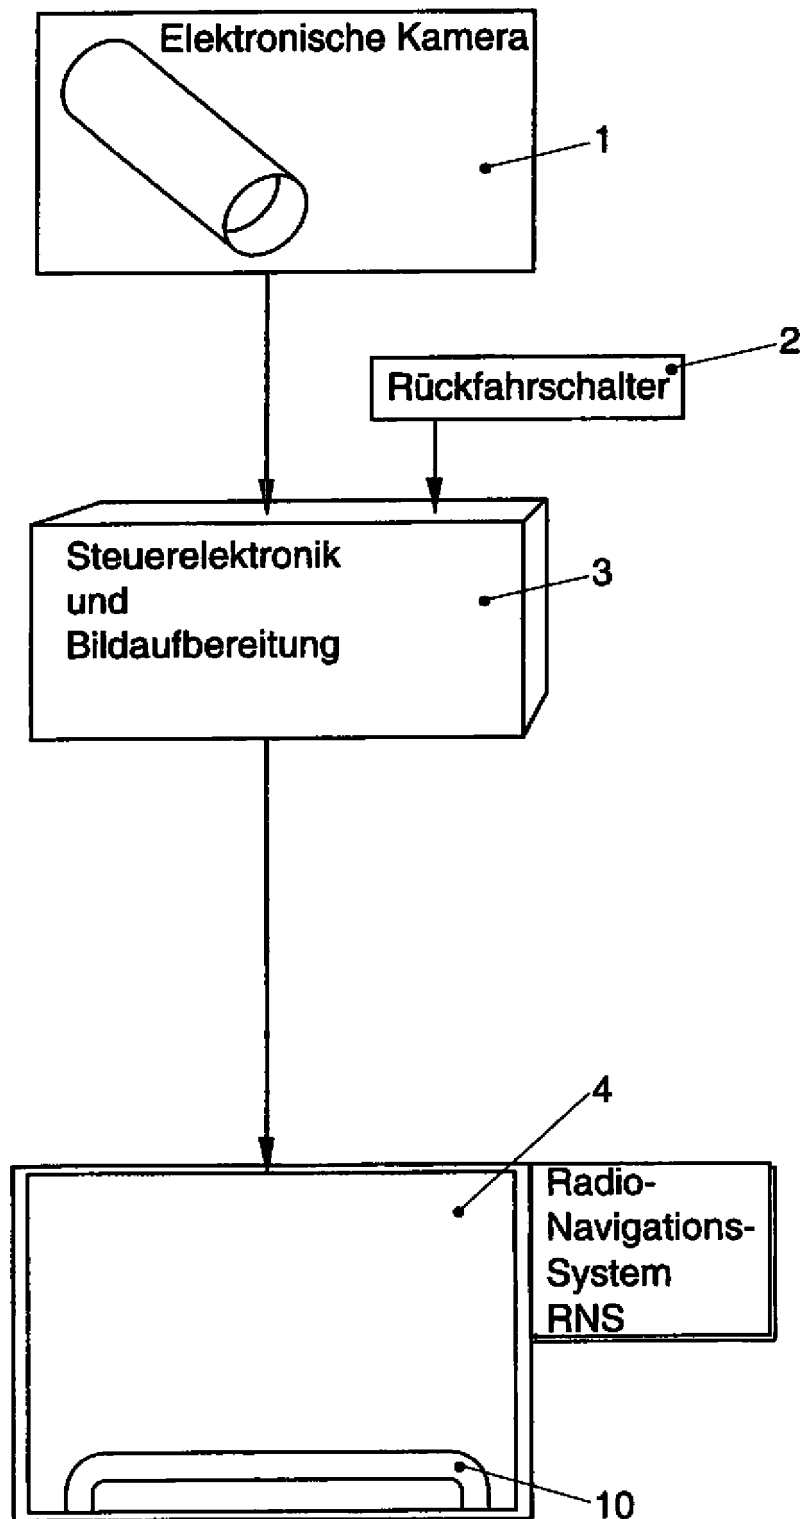 Elektronische Kamera
1
2
Rückfahrschalter
Steuerelektronik
und
Bildaufbereitung
3
4
Radio-
Navigations-
System
RNS
10